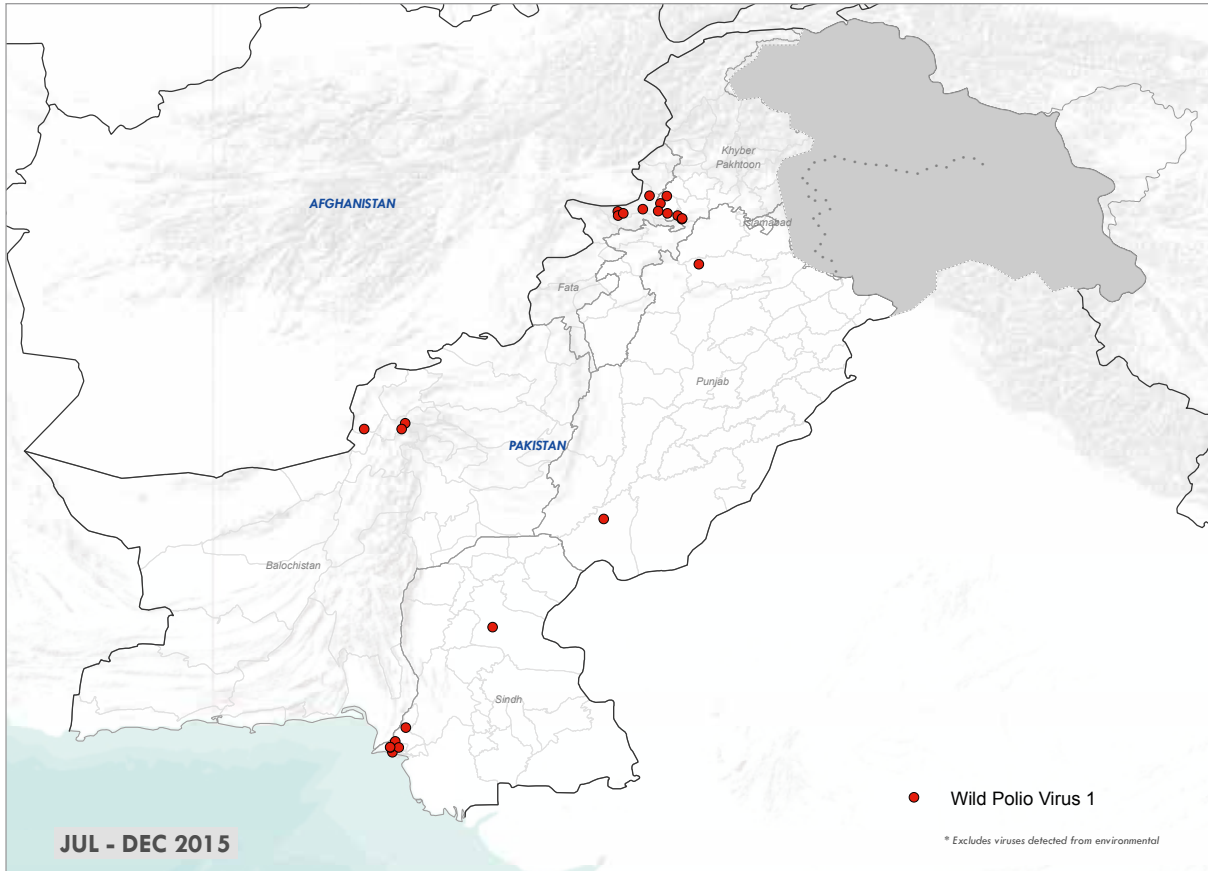 Khyber
Pakhtoon
AFGHANISTAN
Islamabad
Fata
Punjab
PAKISTAN
Balochistan
Sindh
Wild Polio Virus 1
* Excludes viruses detected from environmental
JUL - DEC 2015